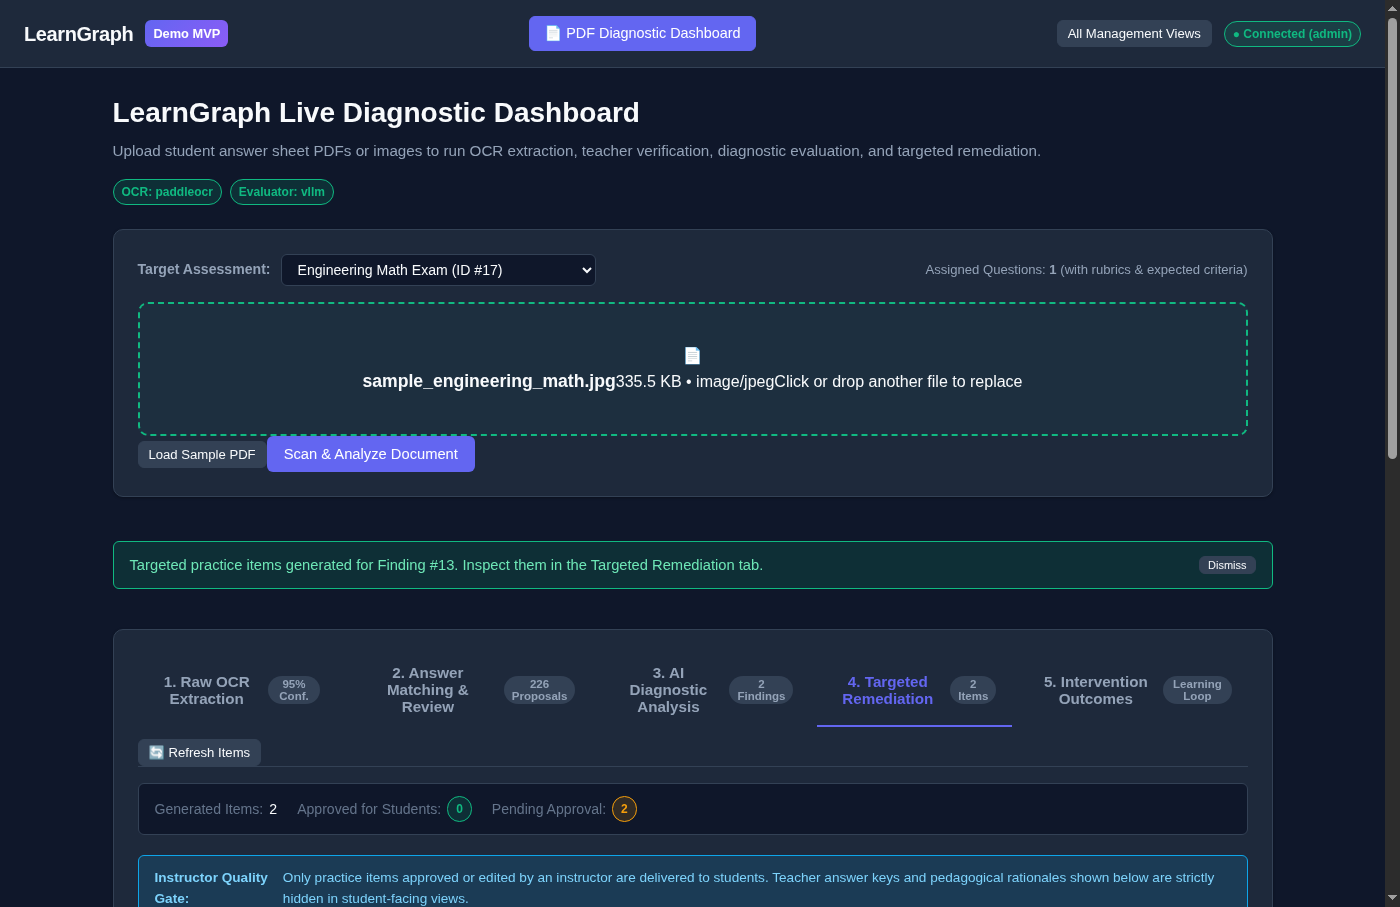 LearnGraph
Demo MVP
📄 PDF Diagnostic Dashboard
All Management Views
● Connected (admin)
LearnGraph Live Diagnostic Dashboard
Upload student answer sheet PDFs or images to run OCR extraction, teacher verification, diagnostic evaluation, and targeted remediation.
OCR: paddleocr
Evaluator: vllm
Target Assessment:
Engineering Math Exam (ID #17)
Assigned Questions: 1 (with rubrics & expected criteria)
📄
sample_engineering_math.jpg335.5 KB • image/jpegClick or drop another file to replace
Load Sample PDF
Scan & Analyze Document
Targeted practice items generated for Finding #13. Inspect them in the Targeted Remediation tab.
Dismiss
1. Raw OCR
Extraction
95%
Conf.
2. Answer
Matching &
Review
226
Proposals
3. AI
Diagnostic
Analysis
2
Findings
4. Targeted
Remediation
2
Items
5. Intervention
Outcomes
Learning
Loop
🔄 Refresh Items
Generated Items: 2
Approved for Students: 0
Pending Approval: 2
Instructor Quality
Gate:
Only practice items approved or edited by an instructor are delivered to students. Teacher answer keys and pedagogical rationales shown below are strictly
hidden in student-facing views.